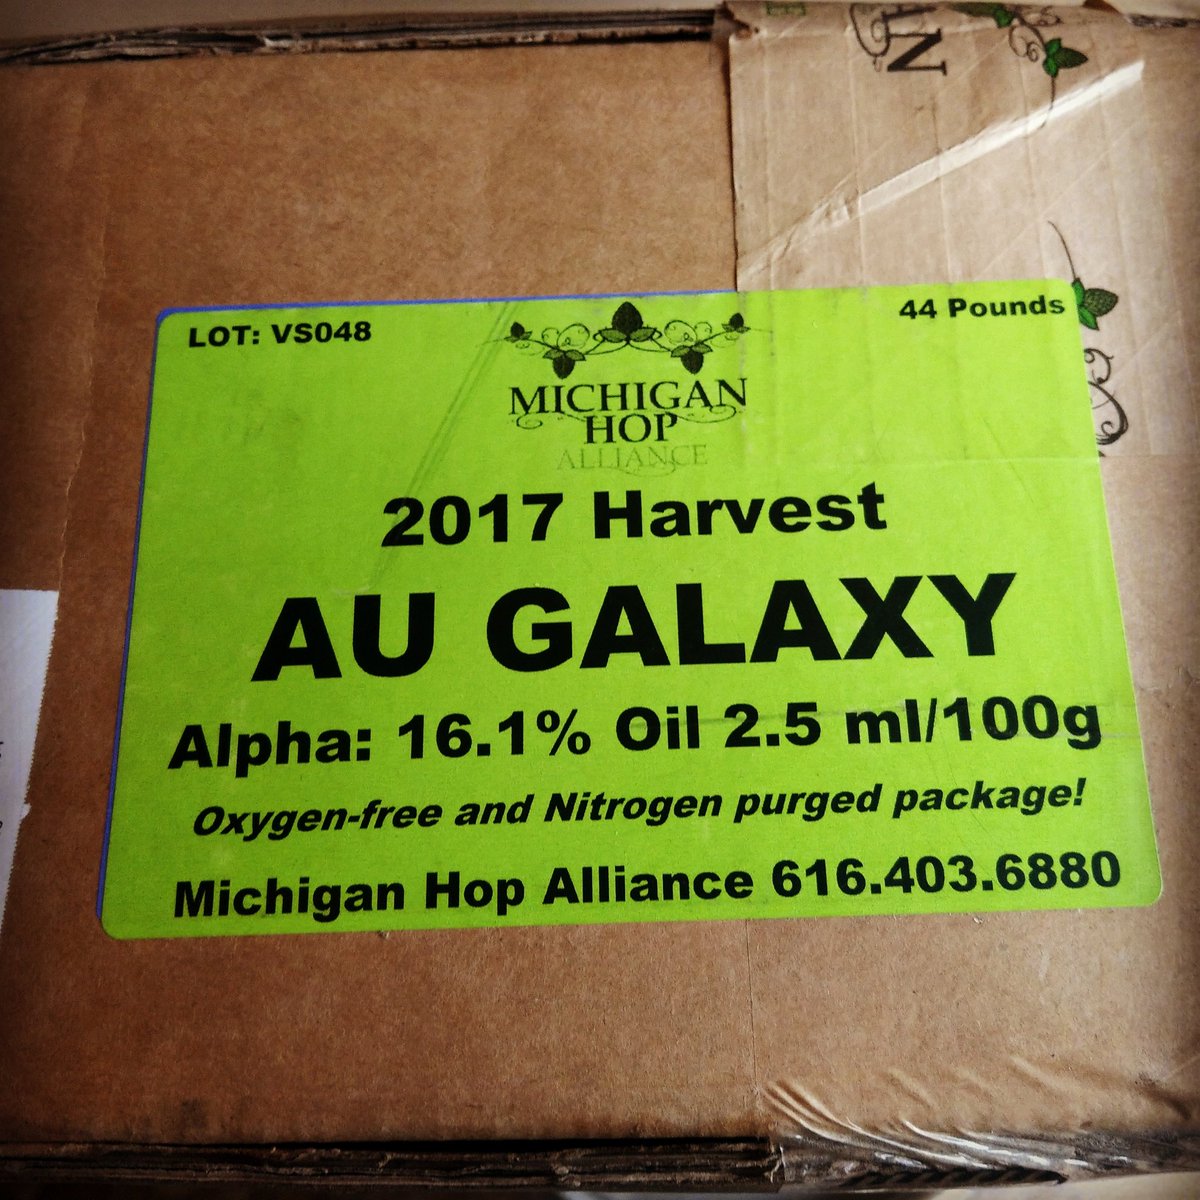 LOT: VS048
44 Pounds
MICHIGAN
HOP
ALLIANCE
2017 Harvest
AU GALAXY
Alpha: 16.1% Oil 2.5 ml/100g
Oxygen-free and Nitrogen purged package!
Michigan Hop Alliance 616.403.6880